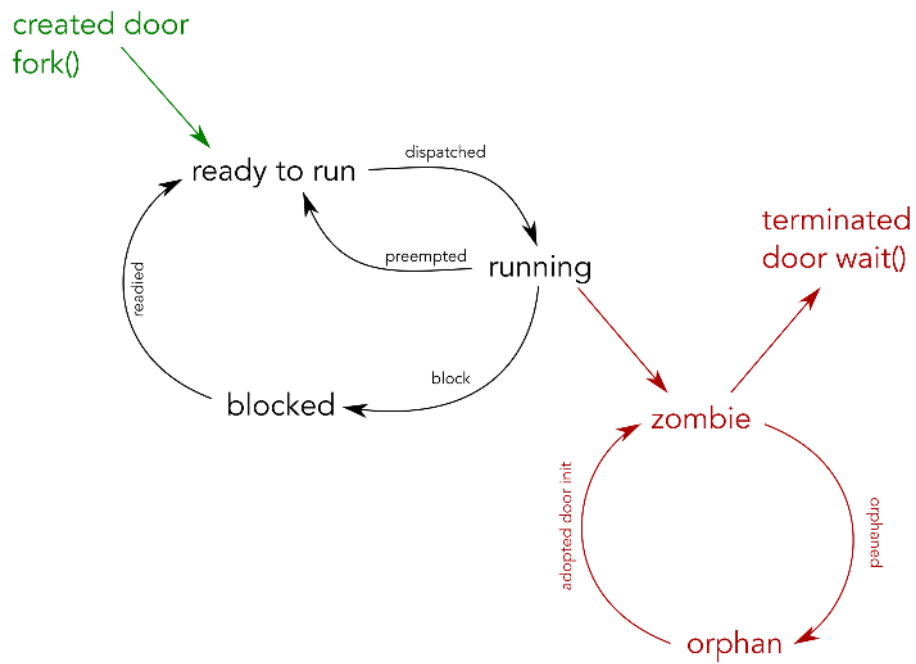 created door
fork()
dispatched
ready to run
terminated
door wait()
preempted
running
readied
block
blocked
zombie
adopted door init
orphaned
orphan